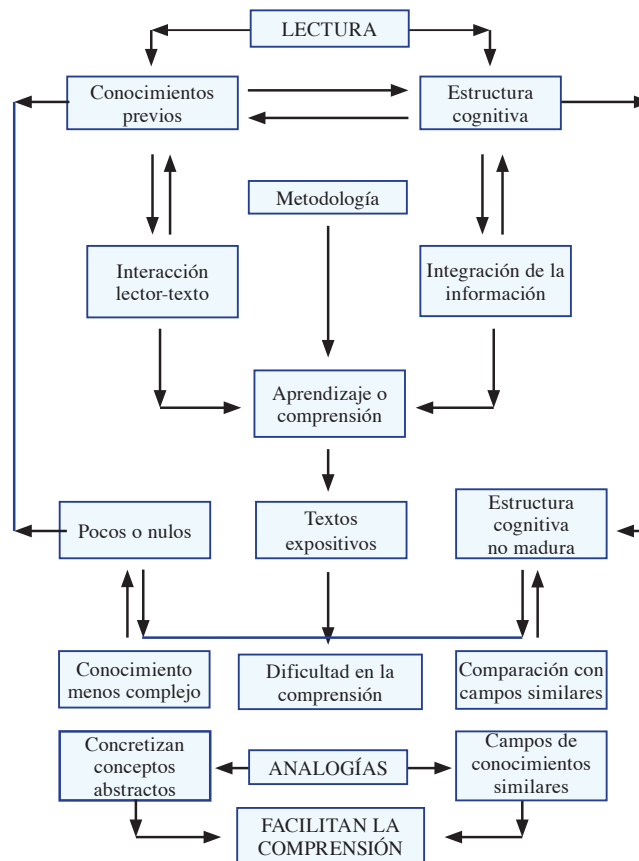 LECTURA
Conocimientos
previos
Estructura
cognitiva
Metodología
Interacción
lector-texto
Integración de la
información
Aprendizaje o
comprensión
Pocos o nulos
Textos
expositivos
Estructura
cognitiva
no madura
Conocimiento
menos complejo
Dificultad en la
comprensión
Comparación con
campos similares
Concretizan
conceptos
abstractos
ANALOGÍAS
Campos de
conocimientos
similares
FACILITAN LA
COMPRENSIÓN